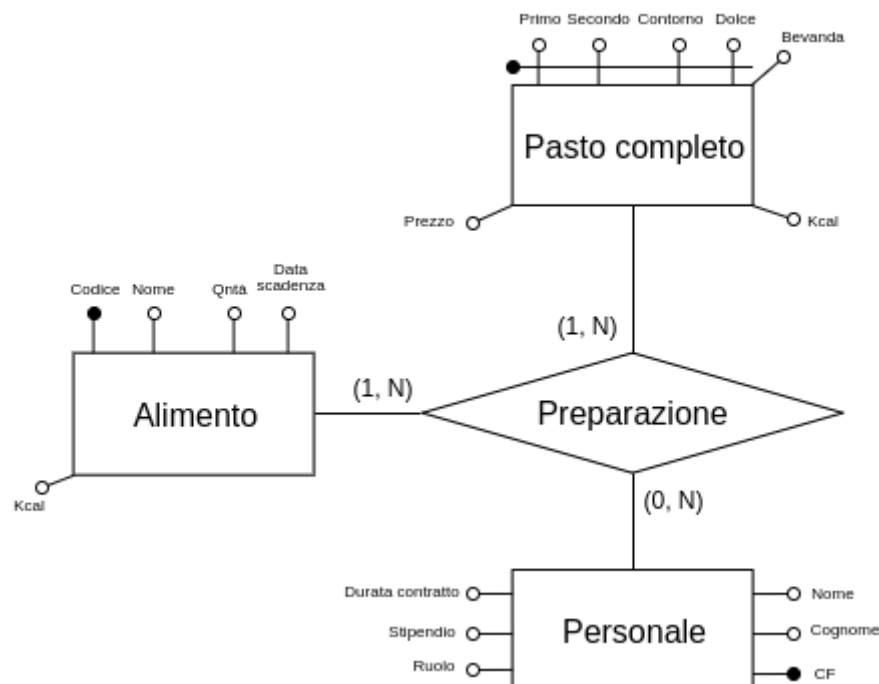 Primo Secondo Contorno Dolce
Bevanda
Pasto completo
Prezzo
Kcal
Codice Nome Qntà Data
scadenza
(1, N)
Alimento
(1, N)
Preparazione
Kcal
(0, N)
Durata contratto
Nome
Stipendio
Personale
Cognome
Ruolo
CF